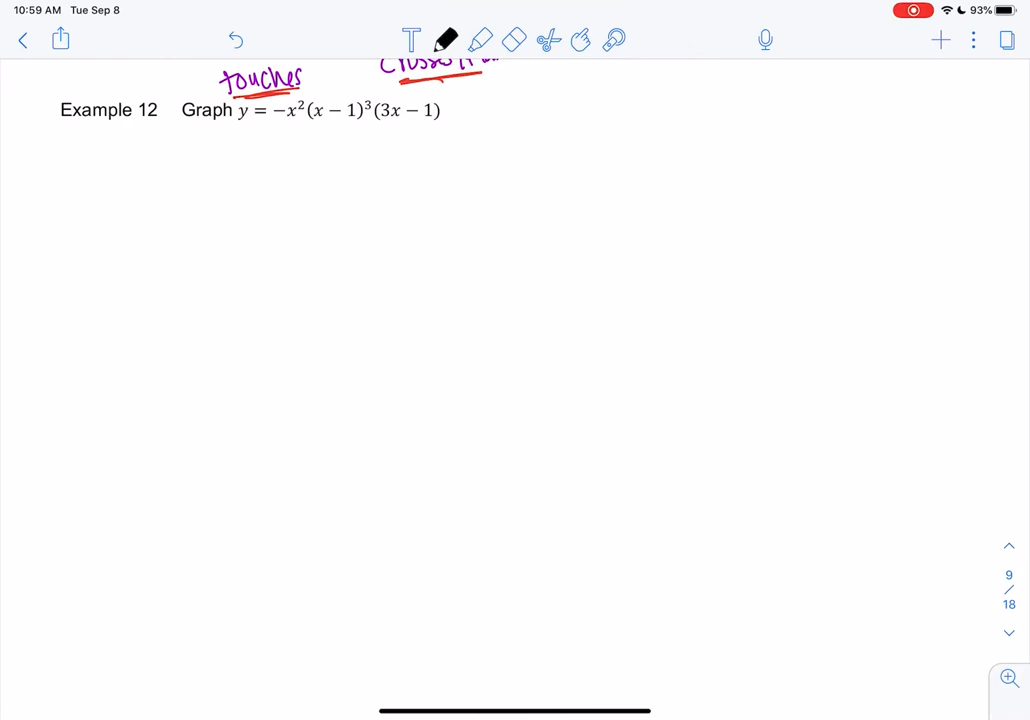 10:59 AM Tue Sep 8 93%
T
touches
Example 12 Graph y = −x²(x − 1)³(3x − 1)
9
/
18